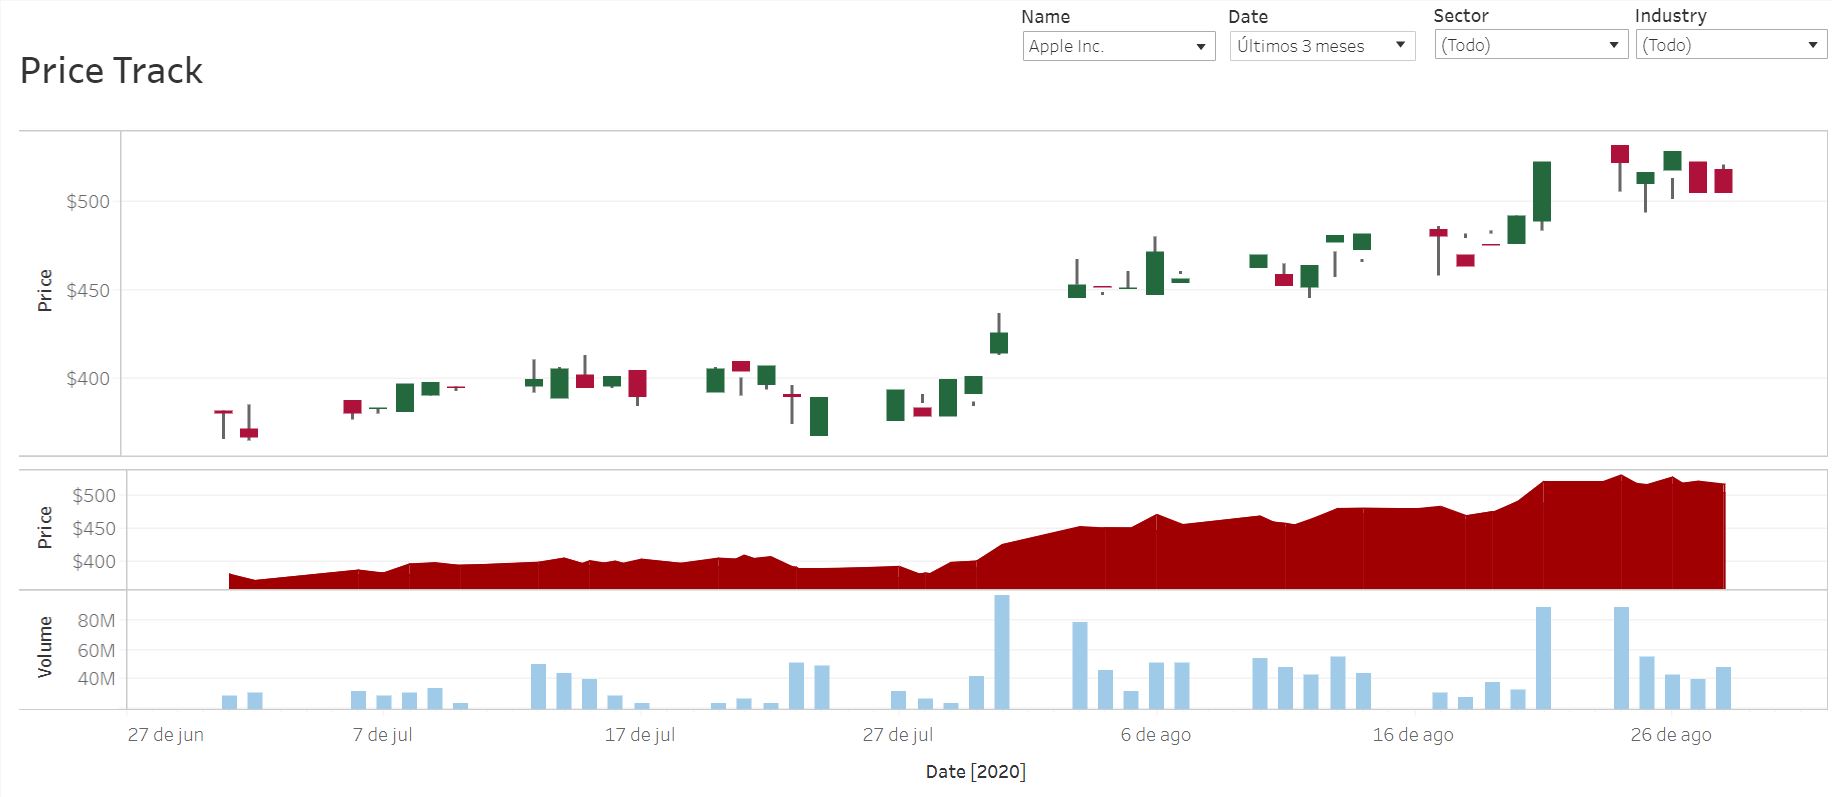 Name
Date
Sector
Industry
Apple Inc.
Últimos 3 meses
(Todo)
(Todo)
Price Track
$500
$450
$400
Price
$500
$450
$400
Price
80M
60M
40M
Volume
27 de jun
7 de jul
17 de jul
27 de jul
6 de ago
16 de ago
26 de ago
Date [2020]